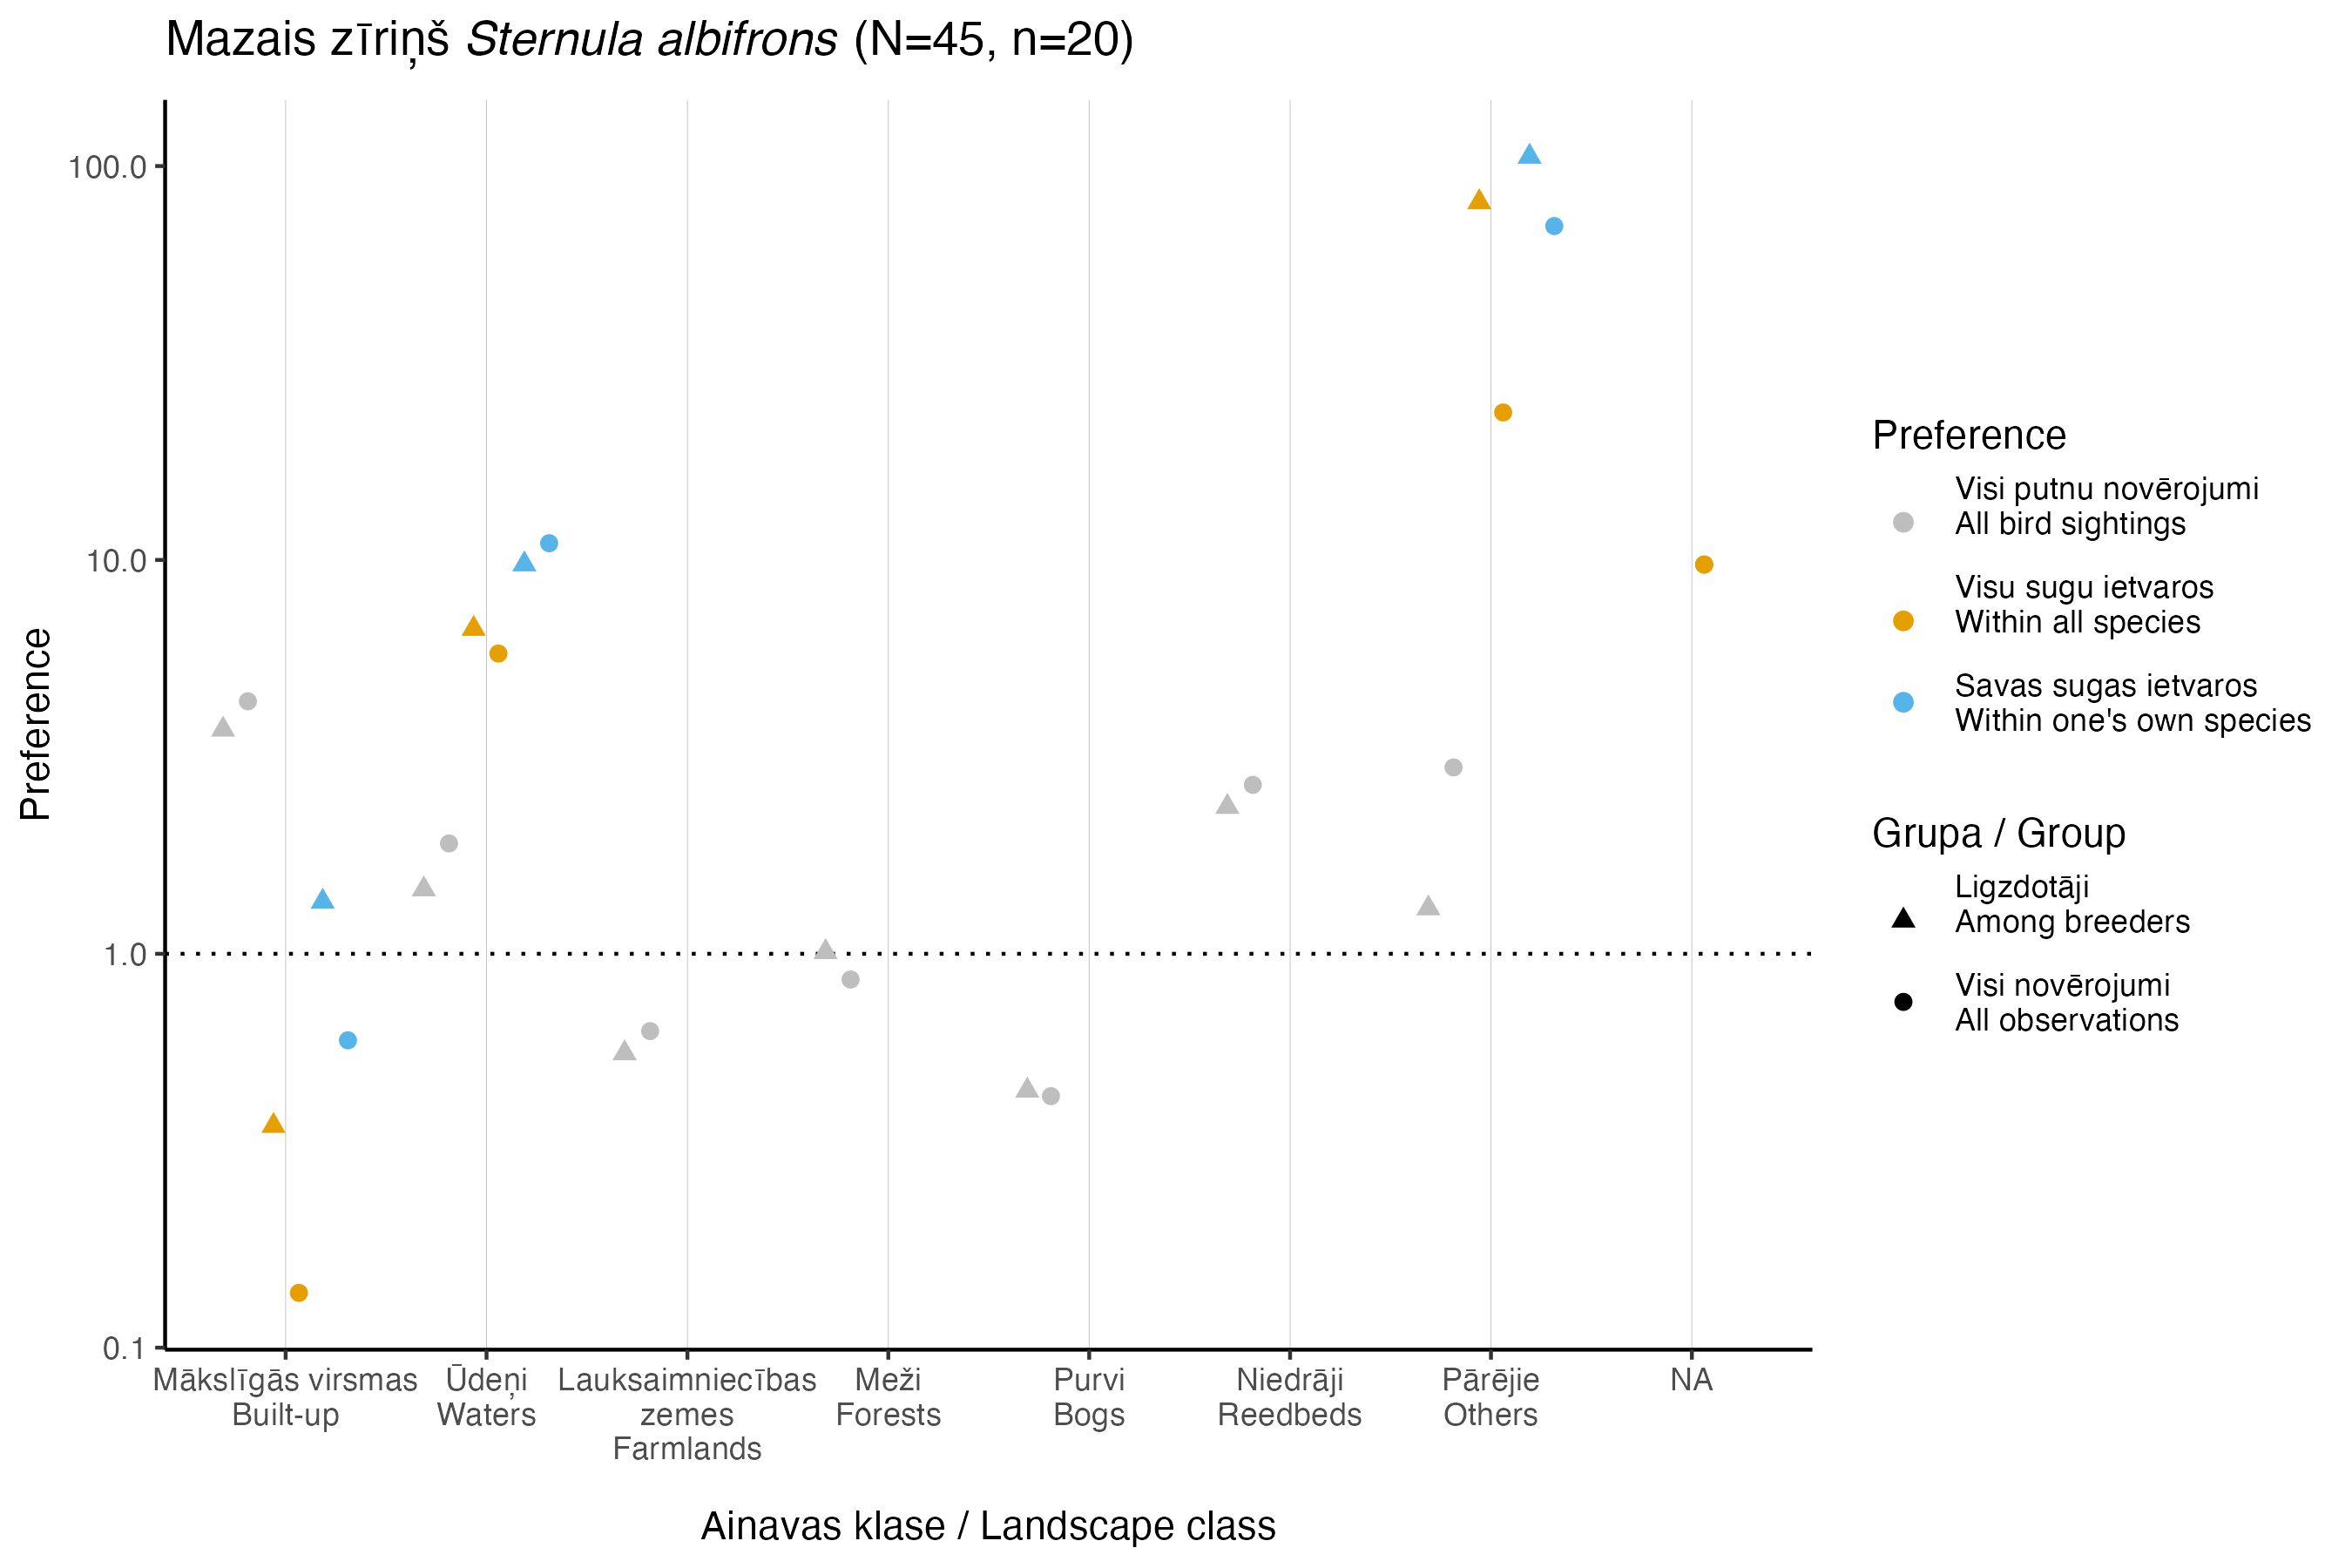 Mazais zīriņš Sternula albifrons (N=45, n=20)
Preference
100.0
10.0
1.0
0.1
Mākslīgās virsmas
Built-up
Ūdeņi
Waters
Lauksaimniecības
zemes
Farmlands
Meži
Forests
Purvi
Bogs
Niedrāji
Reedbeds
Pārējie
Others
NA
Ainavas klase / Landscape class
Preference
Visi putnu novērojumi
All bird sightings
Visu sugu ietvaros
Within all species
Savas sugas ietvaros
Within one's own species
Grupa / Group
Ligzdotāji
Among breeders
Visi novērojumi
All observations